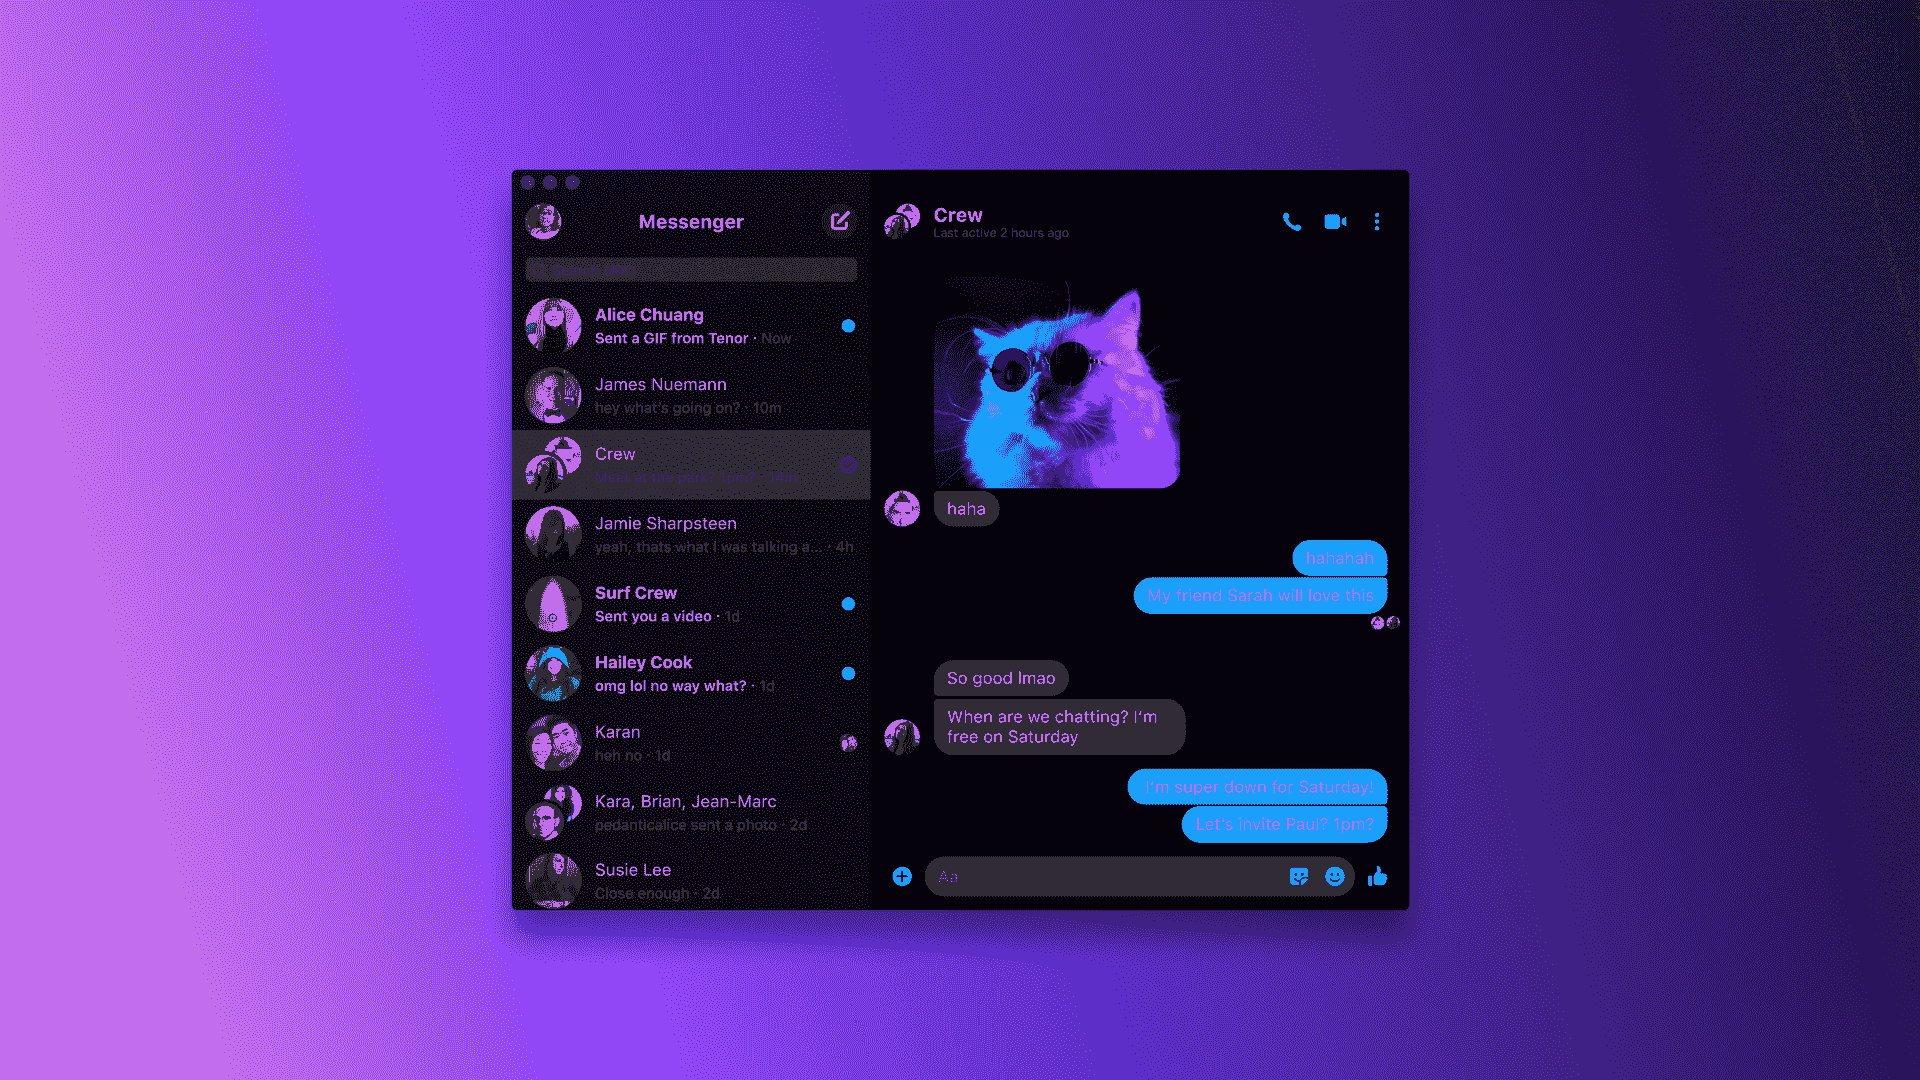 Messenger
Alice Chuang
Sent a GIF from Tenor · Now
James Nuemann
hey what's going on? · 10m
Crew
Jamie Sharpsteen
yeah, thats what I was talking a... · 4h
Surf Crew
Sent you a video · 1d
Hailey Cook
omg lol no way what? · 1d
Karan
heh no · 1d
Kara, Brian, Jean-Marc
pedanticalice sent a photo · 2d
Susie Lee
Close enough · 2d
Crew
Last active 2 hours ago
haha
hahahah
My friend Sarah will love this
So good lmao
When are we chatting? I'm
free on Saturday
I'm super down for Saturday!
Let's invite Paul? 1pm?
Aa